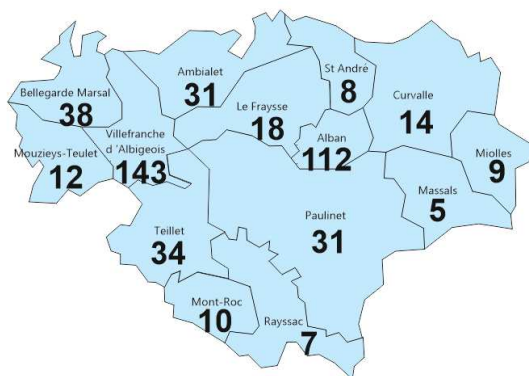 St André
8
Ambialet
31
Bellegarde Marsal
38
Curvalle
14
Le Fraysse
18
Villefranche
d 'Albigeois
143
Alban
112
Mouzieys-Teulet
12
Miolles
9
Massals
5
Paulinet
31
Teillet
34
Mont-Roc
10
Rayssac
7